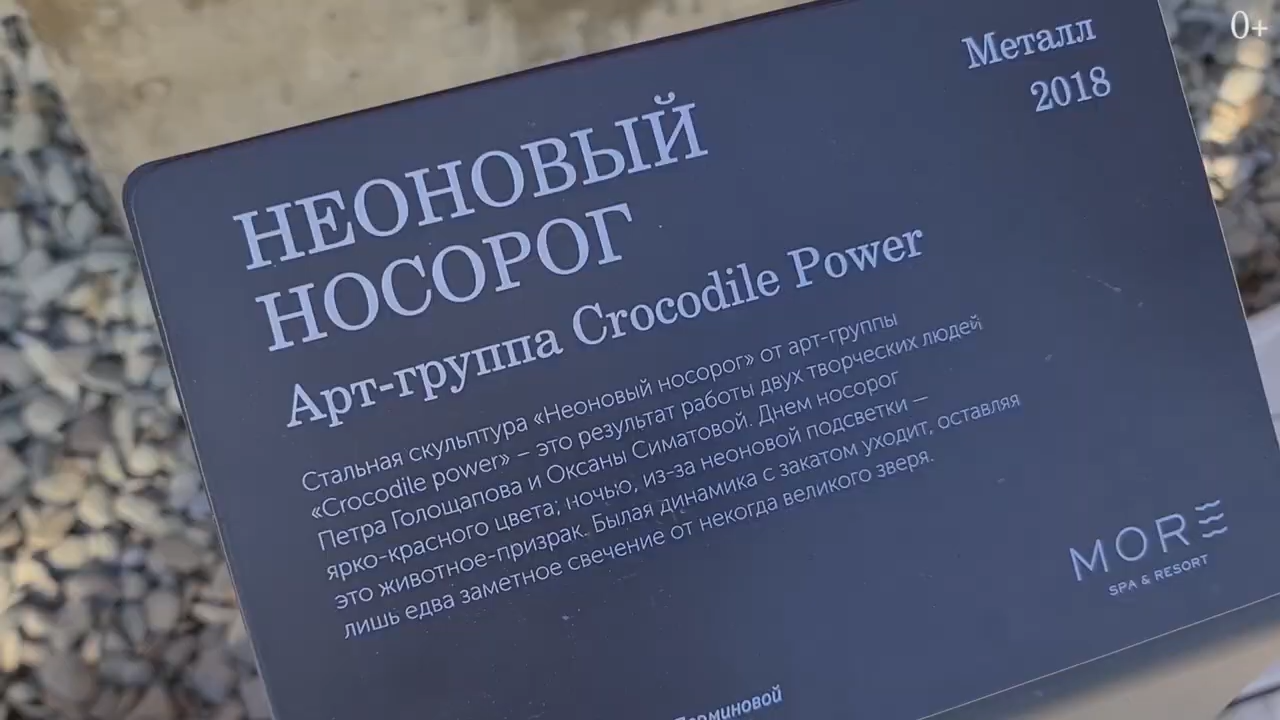 0+
Металл
2018
НЕОНОВЫЙ
НОСОРОГ
Арт-группа Crocodile Power
Стальная скульптура «Неоновый носорог» от арт-группы
«Crocodile power» – это результат работы двух творческих людей
Петра Голощапова и Оксаны Симатовой. Днем носорог
ярко-красного цвета; ночью, из-за неоновой подсветки –
это животное-призрак. Былая динамика с закатом уходит, оставляя
лишь едва заметное свечение от некогда великого зверя.
MORE
SPA & RESORT